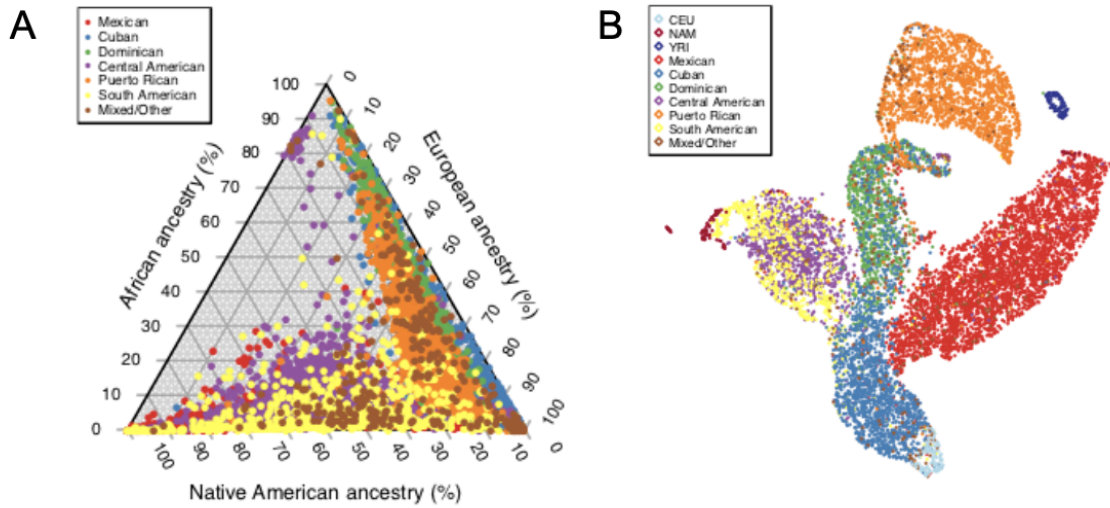 A
Mexican
Cuban
Dominican
Central American
Puerto Rican
South American
Mixed/Other
African ancestry (%)
100
90
80
70
60
50
40
30
20
10
0
European ancestry (%)
0
10
20
30
40
50
60
70
80
90
100
Native American ancestry (%)
100
90
80
70
60
50
40
30
20
10
0
B
CEU
NAM
YRI
Mexican
Cuban
Dominican
Central American
Puerto Rican
South American
Mixed/Other